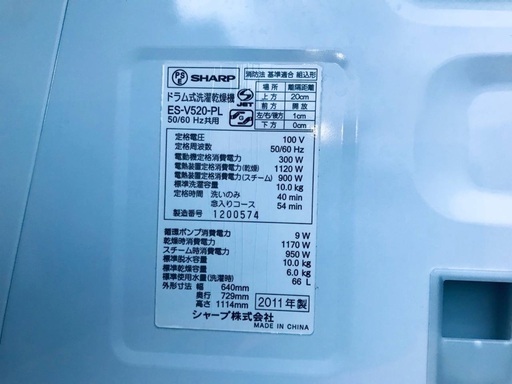 PS E SHARP
ドラム式洗濯乾燥機
ES-V520-PL
50/60 Hz共用
JET
消防法 基準適合 組込形
場所 離隔距離
上方 20cm
前方 開放
左/右/後方 1cm
下方 0cm
定格電圧 100 V
定格周波数 50/60 Hz
電動機定格消費電力 300 W
電熱装置定格消費電力(乾燥) 1120 W
電熱装置定格消費電力(スチーム) 900 W
標準洗濯容量 10.0 kg
定格時間 洗いのみ 40 min
念入りコース 54 min
製造番号 1200574
循環ポンプ消費電力 9 W
乾燥時消費電力 1170 W
スチーム時消費電力 950 W
標準脱水容量 10.0 kg
標準乾燥容量 6.0 kg
標準使用水量(洗濯時) 66 L
外形寸法 幅 640mm
奥行 729mm
高さ 1114mm
2011年製
シャープ株式会社
MADE IN CHINA